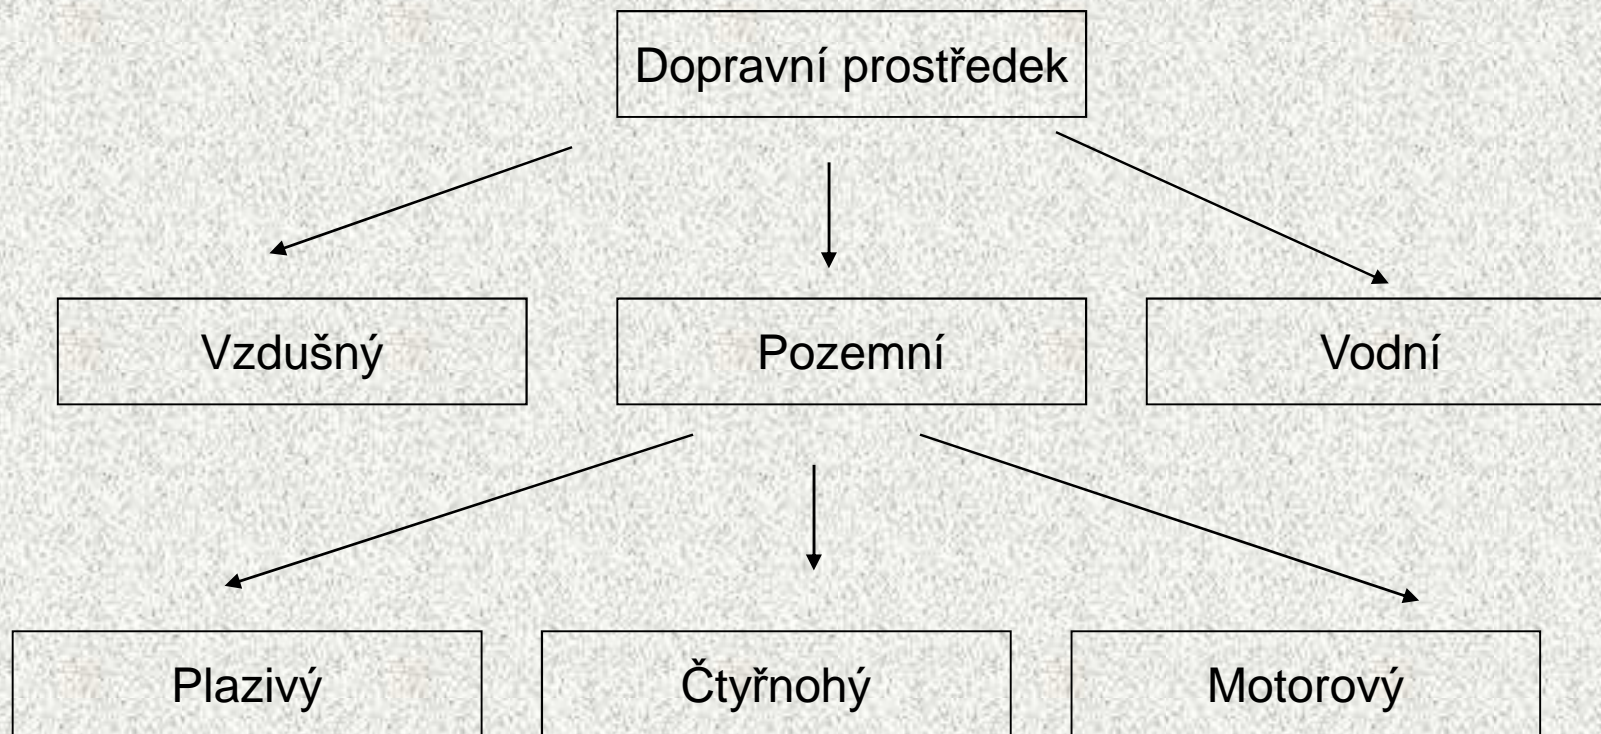 Dopravní prostředek
Vzdušný
Pozemní
Vodní
Plazivý
Čtyřnohý
Motorový